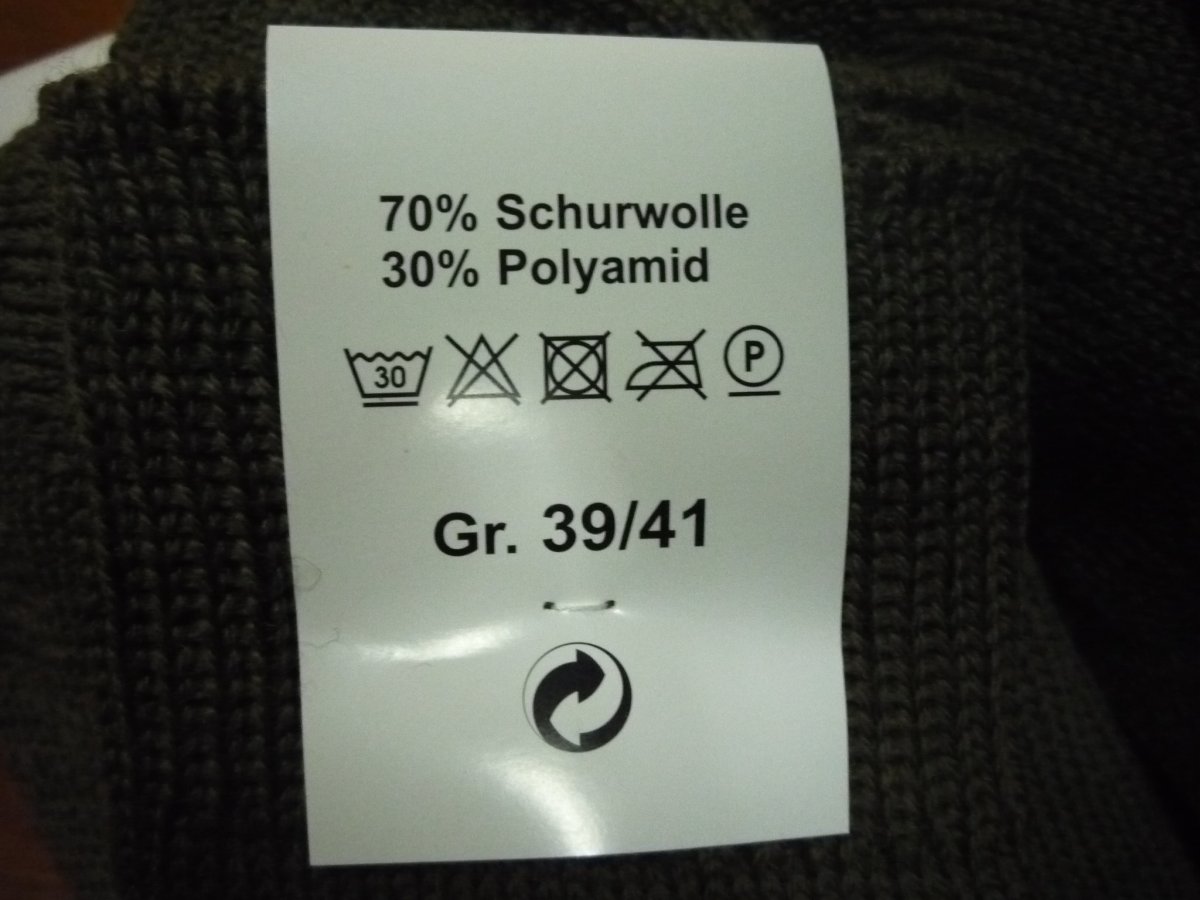 70% Schurwolle
30% Polyamid
30 P
Gr. 39/41